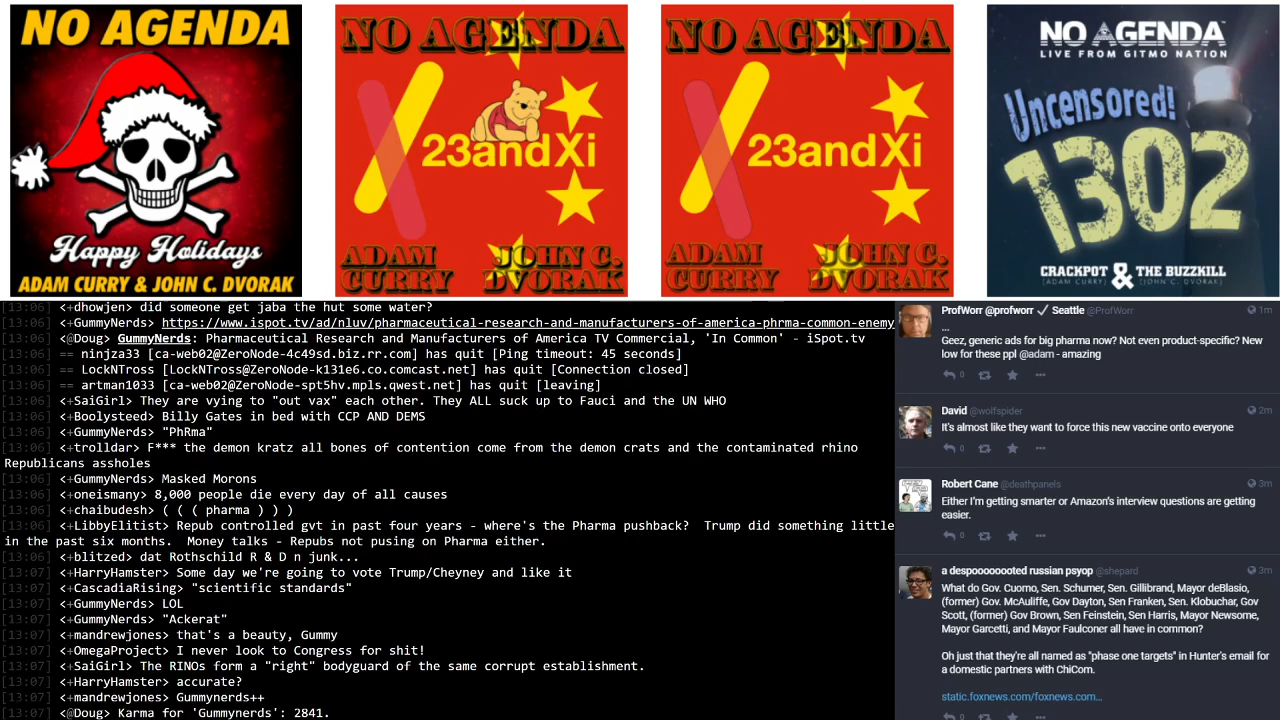 NO AGENDA
Happy Holidays
ADAM CURRY & JOHN C. DVORAK
NO AGENDA
23andXi
ADAM CURRY
JOHN C. DVORAK
NO AGENDA
23andXi
ADAM CURRY
JOHN C. DVORAK
NO AGENDA
LIVE FROM GITMO NATION
Uncensored!
1302
CRACKPOT & THE BUZZKILL
[ADAM CURRY] [JOHN C. DVORAK]
[13:06] <+dhowjen> did someone get jaba the hut some water?
[13:06] <+GummyNerds> https://www.ispot.tv/ad/nluv/pharmaceutical-research-and-manufacturers-of-america-phrma-common-enemy
[13:06] <@Doug> GummyNerds: Pharmaceutical Research and Manufacturers of America TV Commercial, 'In Common' - iSpot.tv
[13:06] == ninjza33 [ca-web02@ZeroNode-4c49sd.biz.rr.com] has quit [Ping timeout: 45 seconds]
[13:06] == LockNTross [LockNTross@ZeroNode-k131e6.co.comcast.net] has quit [Connection closed]
[13:06] == artman1033 [ca-web02@ZeroNode-spt5hv.mpls.qwest.net] has quit [leaving]
[13:06] <+SaiGirl> They are vying to "out vax" each other. They ALL suck up to Fauci and the UN WHO
[13:06] <+Boolysteed> Billy Gates in bed with CCP AND DEMS
[13:06] <+GummyNerds> "PhRma"
[13:06] <+trolldar> F*** the demon kratz all bones of contention come from the demon crats and the contaminated rhino
Republicans assholes
[13:06] <+GummyNerds> Masked Morons
[13:06] <+oneismany> 8,000 people die every day of all causes
[13:06] <+chaibudesh> ( ( ( pharma ) ) )
[13:06] <+LibbyElitist> Repub controlled gvt in past four years - where's the Pharma pushback?  Trump did something little
in the past six months.  Money talks - Repubs not pusing on Pharma either.
[13:06] <+blitzed> dat Rothschild R & D n junk...
[13:07] <+HarryHamster> Some day we're going to vote Trump/Cheyney and like it
[13:07] <+CascadiaRising> "scientific standards"
[13:07] <+GummyNerds> LOL
[13:07] <+GummyNerds> "Ackerat"
[13:07] <+mandrewjones> that's a beauty, Gummy
[13:07] <+OmegaProject> I never look to Congress for shit!
[13:07] <+SaiGirl> The RINOs form a "right" bodyguard of the same corrupt establishment.
[13:07] <+HarryHamster> accurate?
[13:07] <+mandrewjones> Gummynerds++
[13:07] <@Doug> Karma for 'Gummynerds': 2841.
ProfWorr @profworr ✓ Seattle @ProfWorr 1m
...
Geez, generic ads for big pharma now? Not even product-specific? New
low for these ppl @adam - amazing
0
David @wolfspider 2m
It's almost like they want to force this new vaccine onto everyone
0
Robert Cane @deathpanels 3m
Either I'm getting smarter or Amazon's interview questions are getting
easier.
0
a despooooooooted russian psyop @shepard 3m
What do Gov. Cuomo, Sen. Schumer, Sen. Gillibrand, Mayor deBlasio,
(former) Gov. McAuliffe, Gov Dayton, Sen Franken, Sen. Klobuchar, Gov
Scott, (former) Gov Brown, Sen Feinstein, Sen Harris, Mayor Newsome,
Mayor Garcetti, and Mayor Faulconer all have in common?
Oh just that they're all named as "phase one targets" in Hunter's email for
a domestic partners with ChiCom.
static.foxnews.com/foxnews.com...
0